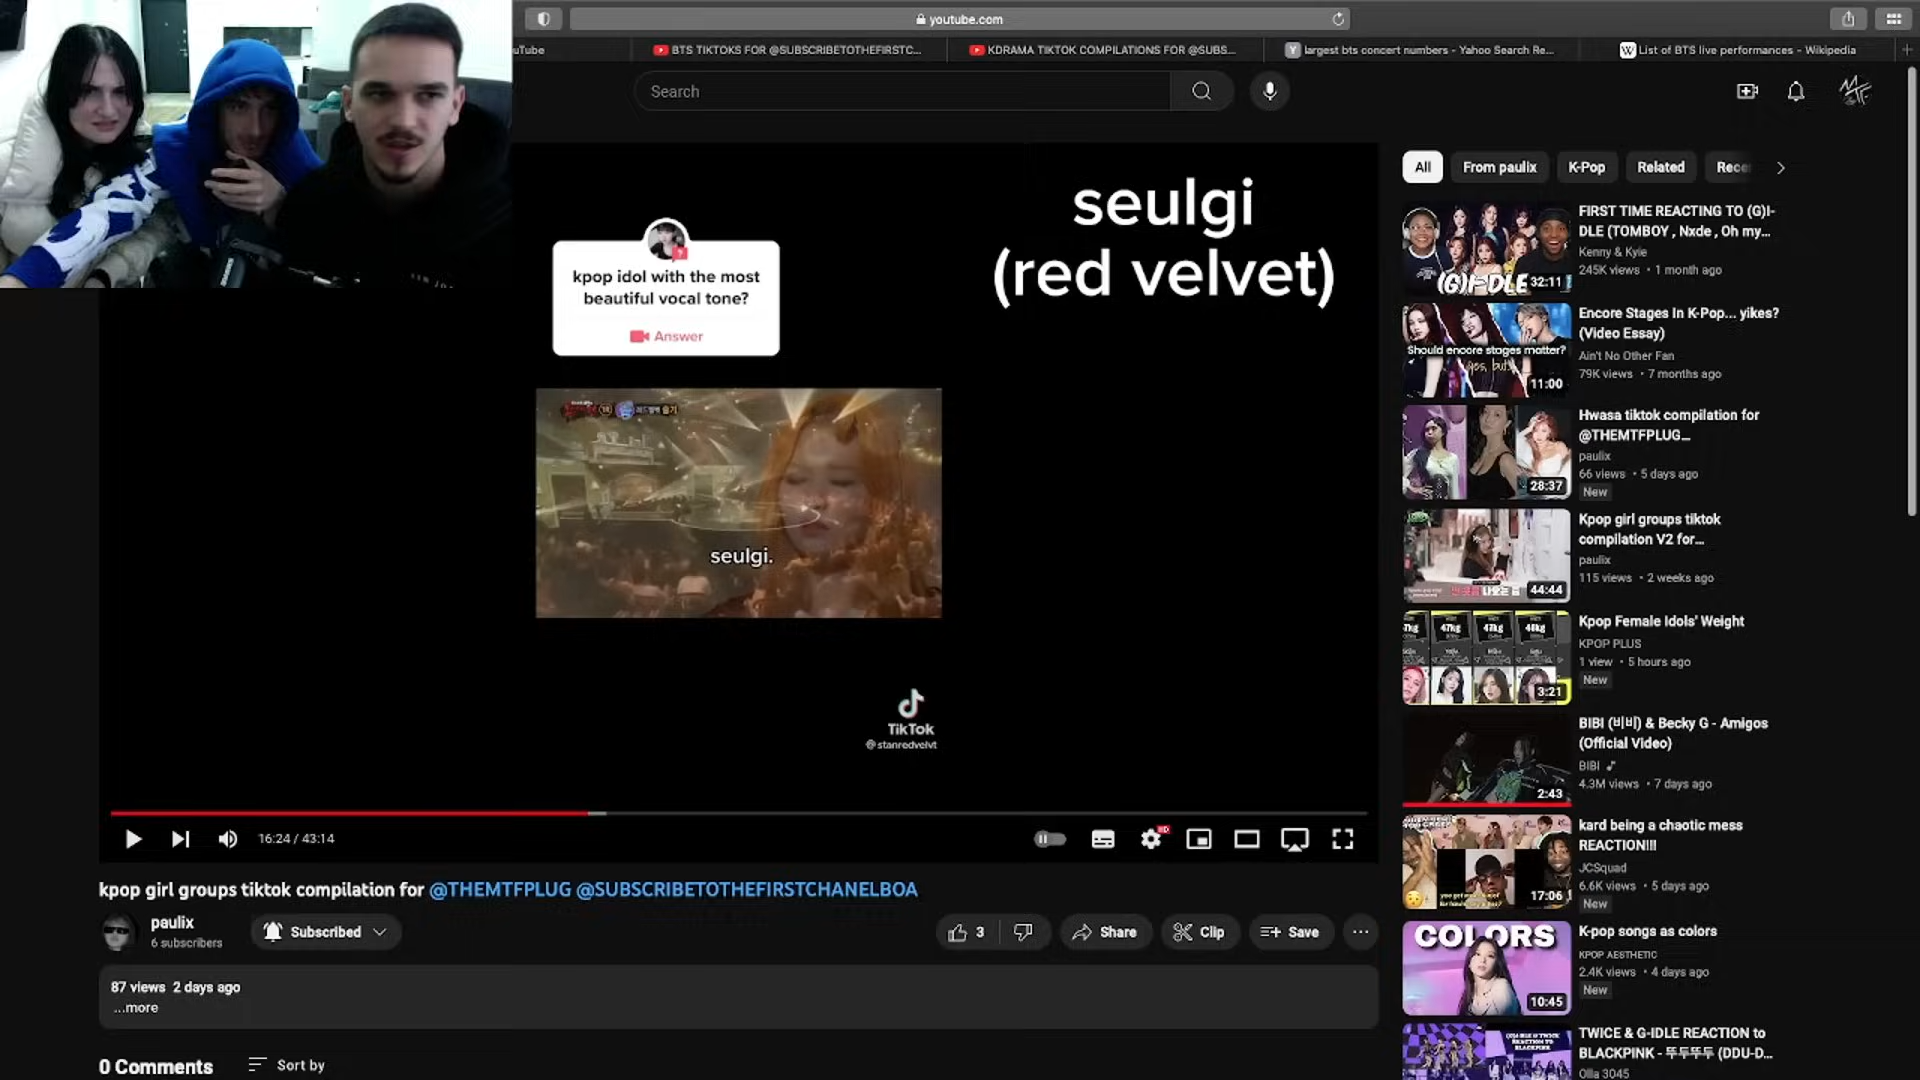 youtube.com
uTube
BTS TIKTOKS FOR @SUBSCRIBETOTHEFIRSTC...
KDRAMA TIKTOK COMPILATIONS FOR @SUBS...
largest bts concert numbers - Yahoo Search Re...
List of BTS live performances - Wikipedia
Search
seulgi
(red velvet)
kpop idol with the most
beautiful vocal tone?
Answer
seulgi.
TikTok
@stanredvelvt
16:24 / 43:14
kpop girl groups tiktok compilation for @THEMTFPLUG @SUBSCRIBETOTHEFIRSTCHANELBOA
paulix
6 subscribers
Subscribed
3
Share
Clip
Save
87 views 2 days ago
...more
0 Comments
Sort by
All
From paulix
K-Pop
Related
Rece
FIRST TIME REACTING TO (G)I-
DLE (TOMBOY , Nxde , Oh my...
Kenny & Kyle
245K views • 1 month ago
(G)I-DLE
32:11
Encore Stages In K-Pop... yikes?
(Video Essay)
Ain't No Other Fan
79K views • 7 months ago
Should encore stages matter?
yes, but
11:00
Hwasa tiktok compilation for
@THEMTFPLUG...
paulix
66 views • 5 days ago
New
28:37
Kpop girl groups tiktok
compilation V2 for...
paulix
115 views • 2 weeks ago
44:44
Kpop Female Idols' Weight
KPOP PLUS
1 view • 5 hours ago
New
47kg
47kg
48kg
3:21
BIBI (비비) & Becky G - Amigos
(Official Video)
BIBI
4.3M views • 7 days ago
2:43
kard being a chaotic mess
REACTION!!!
JCSquad
6.6K views • 5 days ago
New
17:06
K-pop songs as colors
KPOP AESTHETIC
2.4K views • 4 days ago
New
COLORS
10:45
TWICE & G-IDLE REACTION to
BLACKPINK - 뚜두뚜두 (DDU-D...
Olla 3045